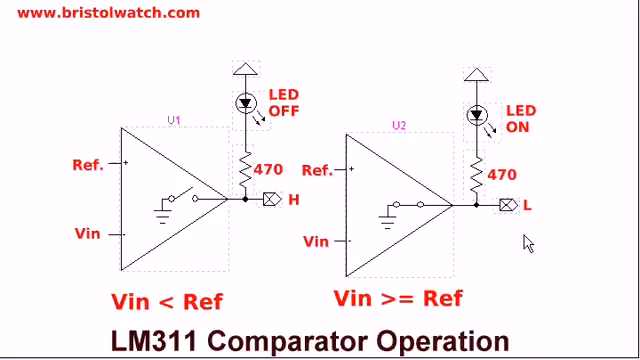 www.bristolwatch.com
LED
OFF
U1
Ref.
+
470
H
Vin
-
Vin < Ref
LED
ON
U2
Ref.
+
470
L
Vin
-
Vin >= Ref
LM311 Comparator Operation